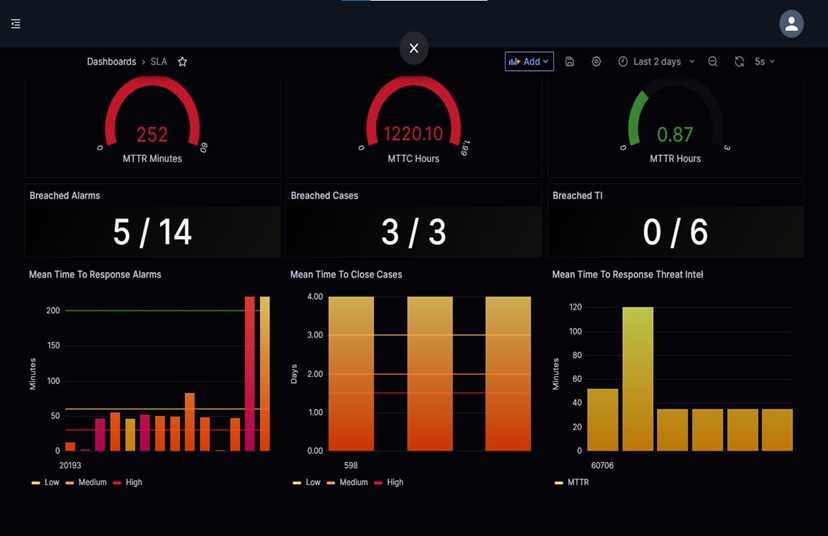 Dashboards › SLA
Add
Last 2 days
5s
252
0
60
MTTR Minutes
1220.10
0
1.99
MTTC Hours
0.87
0
3
MTTR Hours
Breached Alarms
5 / 14
Breached Cases
3 / 3
Breached TI
0 / 6
Mean Time To Response Alarms
Minutes
200
150
100
50
0
20193
Low Medium High
Mean Time To Close Cases
Days
4.00
3.00
2.00
1.00
0.00
598
Low Medium High
Mean Time To Response Threat Intel
Minutes
120
100
80
60
40
20
0
60706
MTTR